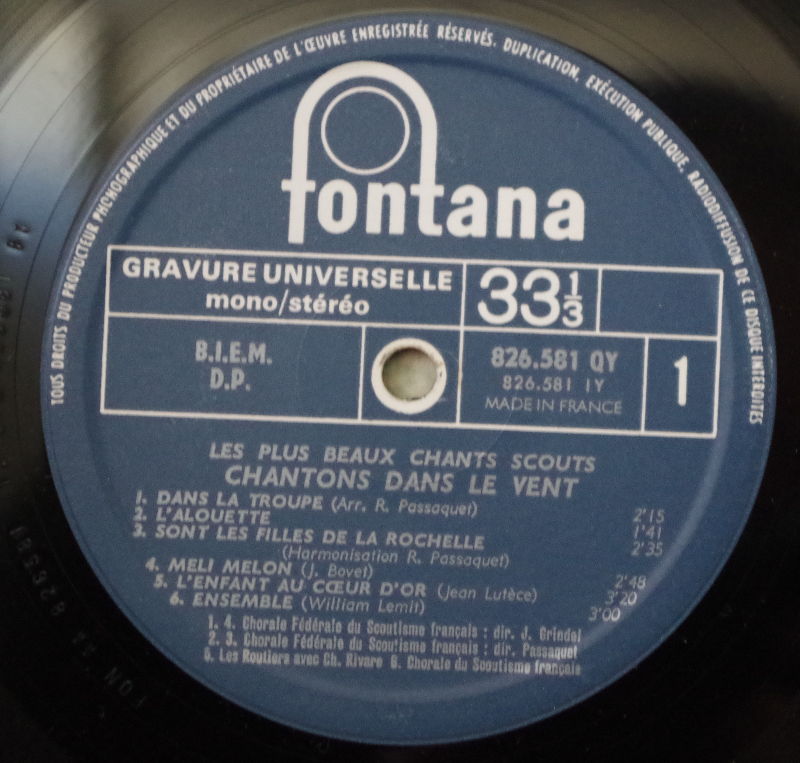 TOUS DROITS DU PRODUCTEUR PHONOGRAPHIQUE ET DU PROPRIÉTAIRE DE L'ŒUVRE ENREGISTRÉE RÉSERVÉS. DUPLICATION, EXÉCUTION PUBLIQUE, RADIODIFFUSION DE CE DISQUE INTERDITES
fontana
GRAVURE UNIVERSELLE
mono/stéréo
33 1/3
B.I.E.M.
D.P.
826.581 QY
826.581 IY
MADE IN FRANCE
1
LES PLUS BEAUX CHANTS SCOUTS
CHANTONS DANS LE VENT
1. DANS LA TROUPE (Arr. R. Passaquet) 2'15
2. L'ALOUETTE 1'41
3. SONT LES FILLES DE LA ROCHELLE 2'35
(Harmonisation R. Passaquet)
4. MELI MELON (J. Bovet) 2'48
5. L'ENFANT AU CŒUR D'OR (Jean Lutèce) 3'20
6. ENSEMBLE (William Lemit) 3'00
1. 4. Chorale Fédérale du Scoutisme français : dir. J. Grindel
2. 3. Chorale Fédérale du Scoutisme français : dir. Passaquet
5. Les Routiers avec Ch. Rivare 6. Chorale du Scoutisme français